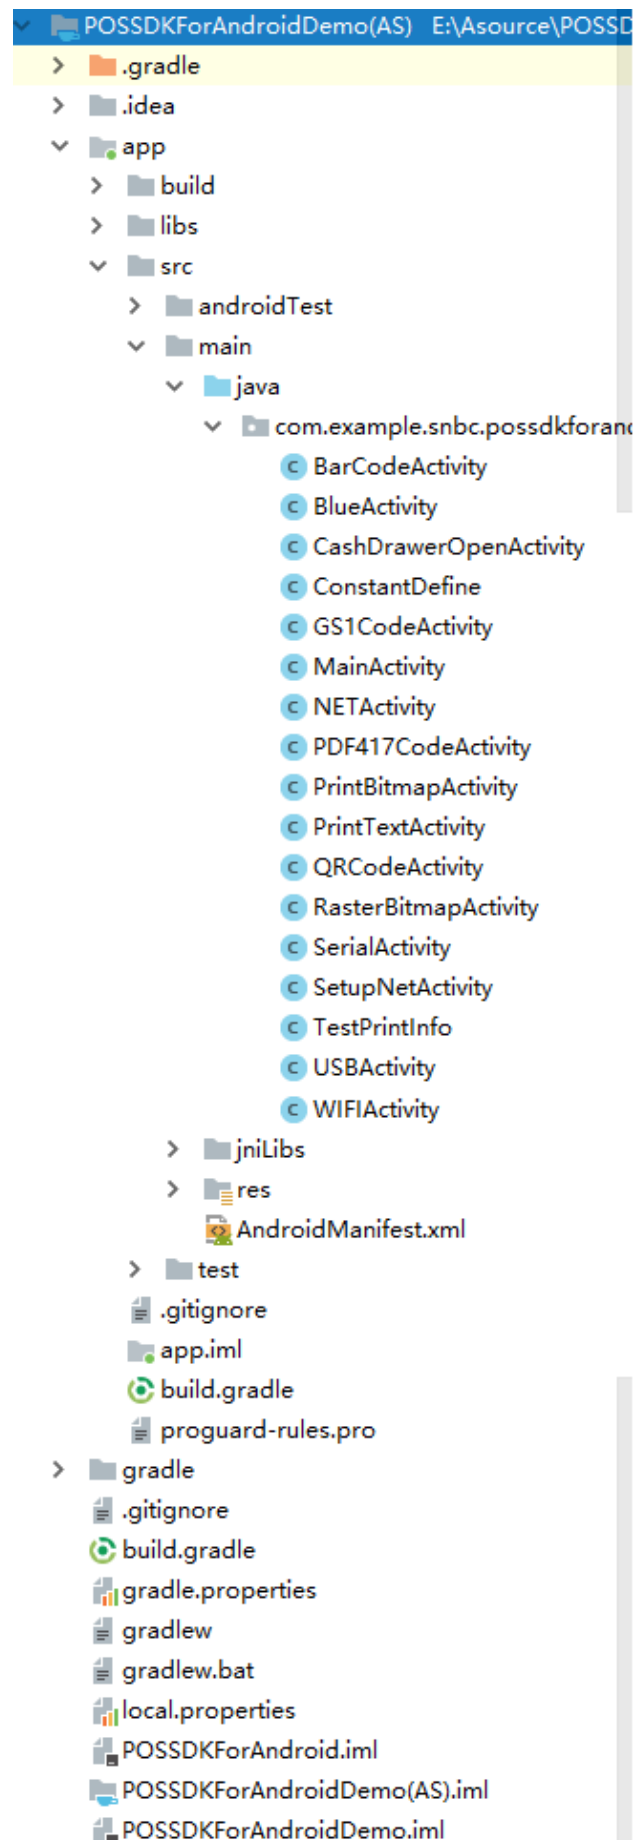 POSSDKForAndroidDemo(AS) E:\Asource\POSSD
.gradle
.idea
app
build
libs
src
androidTest
main
java
com.example.snbc.possdkforand
BarCodeActivity
BlueActivity
CashDrawerOpenActivity
ConstantDefine
GS1CodeActivity
MainActivity
NETActivity
PDF417CodeActivity
PrintBitmapActivity
PrintTextActivity
QRCodeActivity
RasterBitmapActivity
SerialActivity
SetupNetActivity
TestPrintInfo
USBActivity
WIFIActivity
jniLibs
res
AndroidManifest.xml
test
.gitignore
app.iml
build.gradle
proguard-rules.pro
gradle
.gitignore
build.gradle
gradle.properties
gradlew
gradlew.bat
local.properties
POSSDKForAndroid.iml
POSSDKForAndroidDemo(AS).iml
POSSDKForAndroidDemo.iml